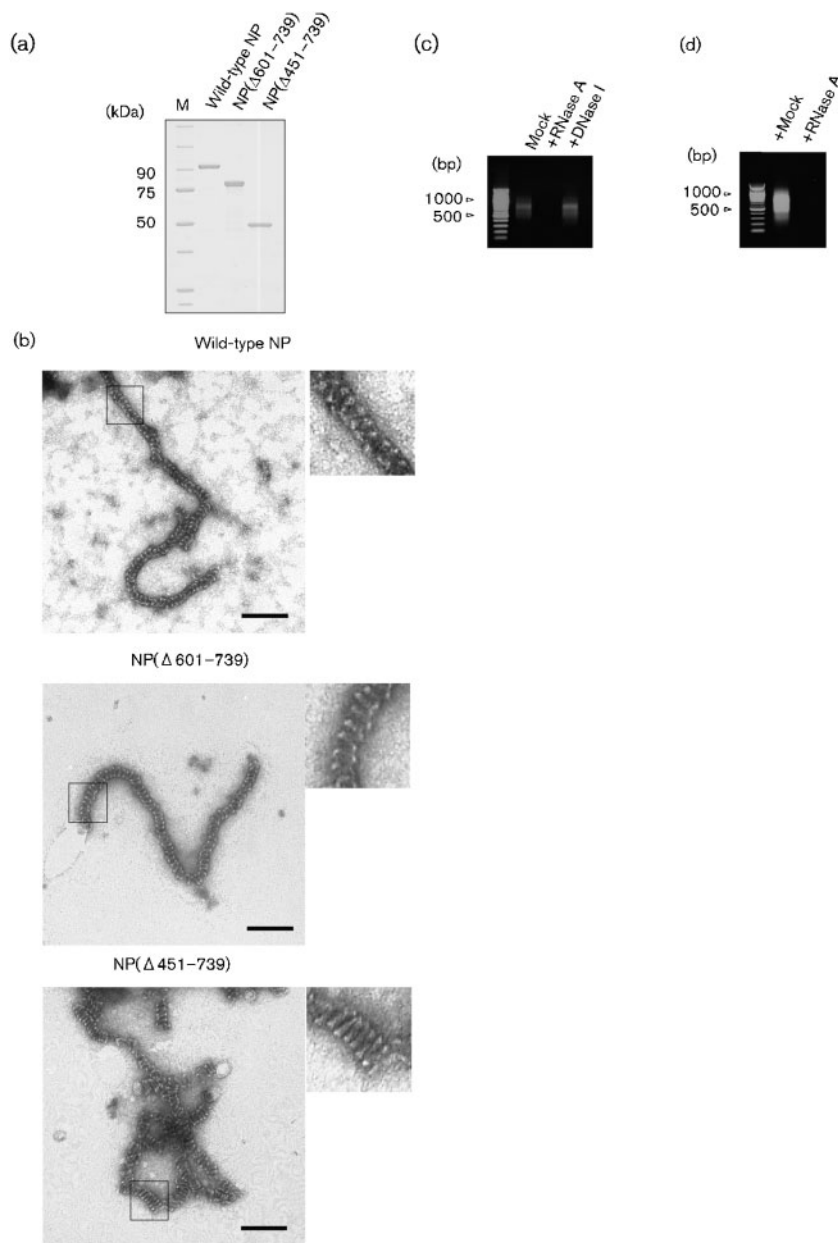 (a)
Wild-type NP
NP(Δ601–739)
NP(Δ451–739)
(kDa)
M
90
75
50
(c)
Mock
+RNase A
+DNase I
(bp)
1000
500
(d)
+Mock
+RNase A
(bp)
1000
500
(b)
Wild-type NP
NP(Δ601–739)
NP(Δ451–739)